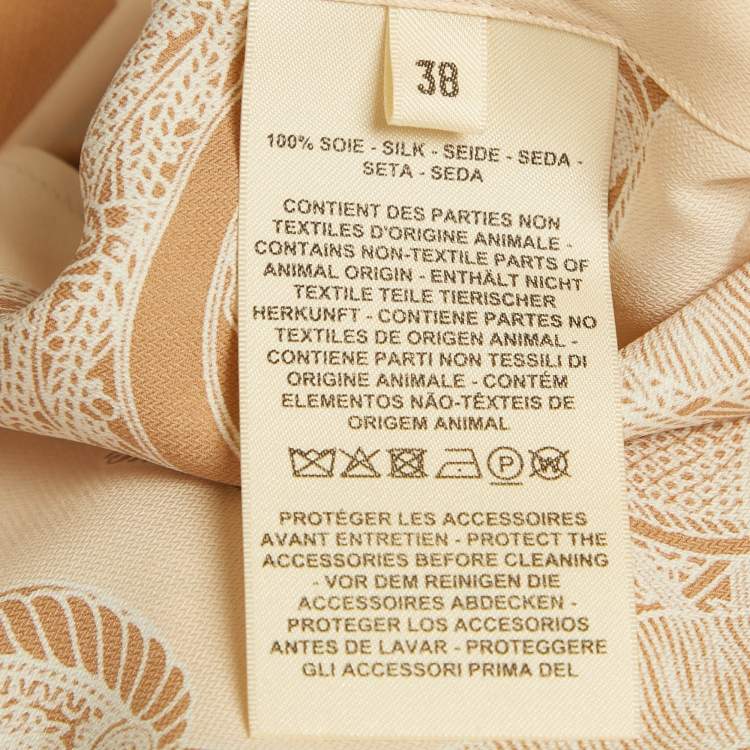 38
100% SOIE - SILK - SEIDE - SEDA -
SETA - SEDA
CONTIENT DES PARTIES NON
TEXTILES D'ORIGINE ANIMALE -
CONTAINS NON-TEXTILE PARTS OF
ANIMAL ORIGIN - ENTHÄLT NICHT
TEXTILE TEILE TIERISCHER
HERKUNFT - CONTIENE PARTES NO
TEXTILES DE ORIGEN ANIMAL -
CONTIENE PARTI NON TESSILI DI
ORIGINE ANIMALE - CONTÉM
ELEMENTOS NÃO-TÊXTEIS DE
ORIGEM ANIMAL
P W
PROTÉGER LES ACCESSOIRES
AVANT ENTRETIEN - PROTECT THE
ACCESSORIES BEFORE CLEANING
- VOR DEM REINIGEN DIE
ACCESSOIRES ABDECKEN -
PROTEGER LOS ACCESORIOS
ANTES DE LAVAR - PROTEGGERE
GLI ACCESSORI PRIMA DEL